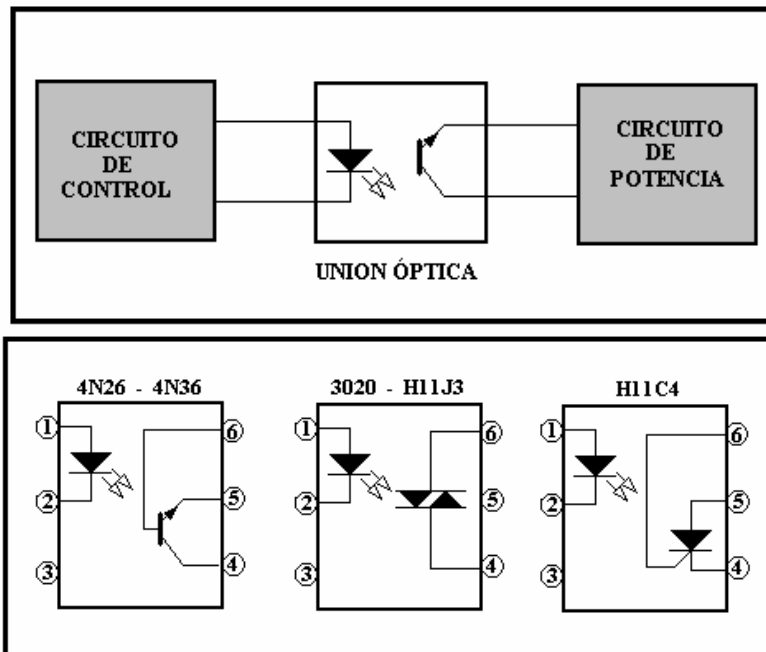 CIRCUITO
DE
CONTROL
CIRCUITO
DE
POTENCIA
UNION ÓPTICA
4N26 - 4N36
1
2
3
6
5
4
3020 - H11J3
1
2
3
6
5
4
H11C4
1
2
3
6
5
4